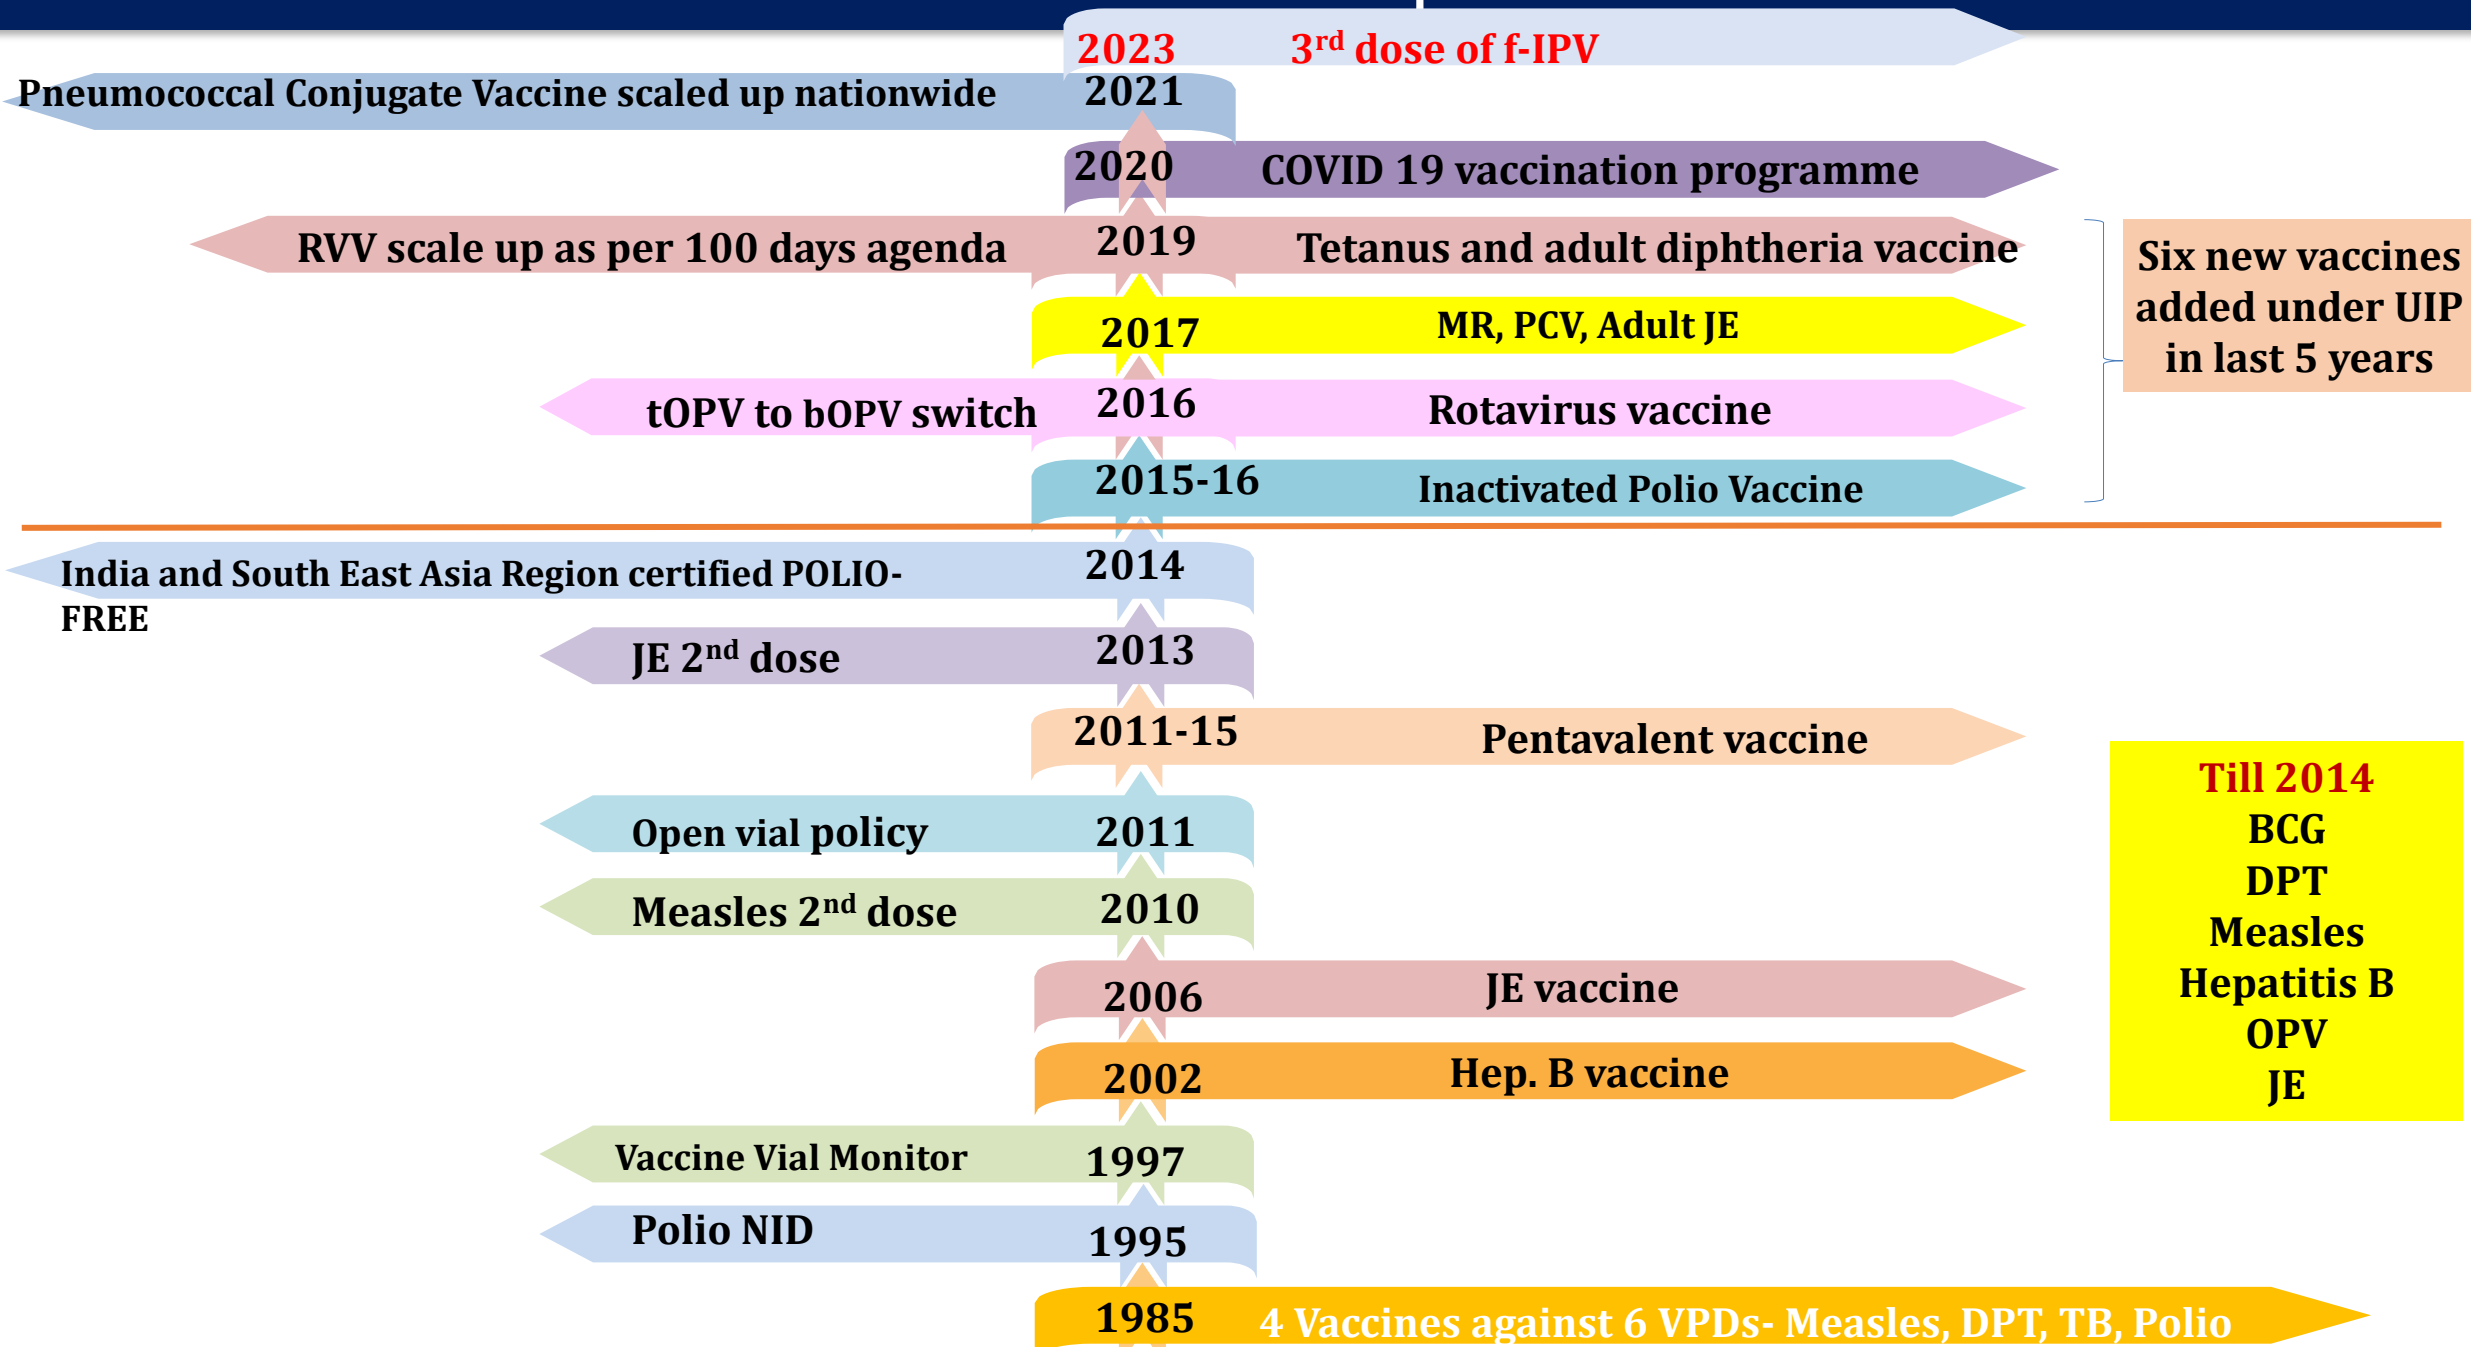 2023 3rd dose of f-IPV
Pneumococcal Conjugate Vaccine scaled up nationwide 2021
2020 COVID 19 vaccination programme
RVV scale up as per 100 days agenda 2019 Tetanus and adult diphtheria vaccine
2017 MR, PCV, Adult JE
tOPV to bOPV switch 2016 Rotavirus vaccine
2015-16 Inactivated Polio Vaccine
Six new vaccines
added under UIP
in last 5 years
India and South East Asia Region certified POLIO-
FREE
2014
JE 2nd dose 2013
2011-15 Pentavalent vaccine
Open vial policy 2011
Measles 2nd dose 2010
2006 JE vaccine
2002 Hep. B vaccine
Vaccine Vial Monitor 1997
Polio NID 1995
1985 4 Vaccines against 6 VPDs- Measles, DPT, TB, Polio
Till 2014
BCG
DPT
Measles
Hepatitis B
OPV
JE